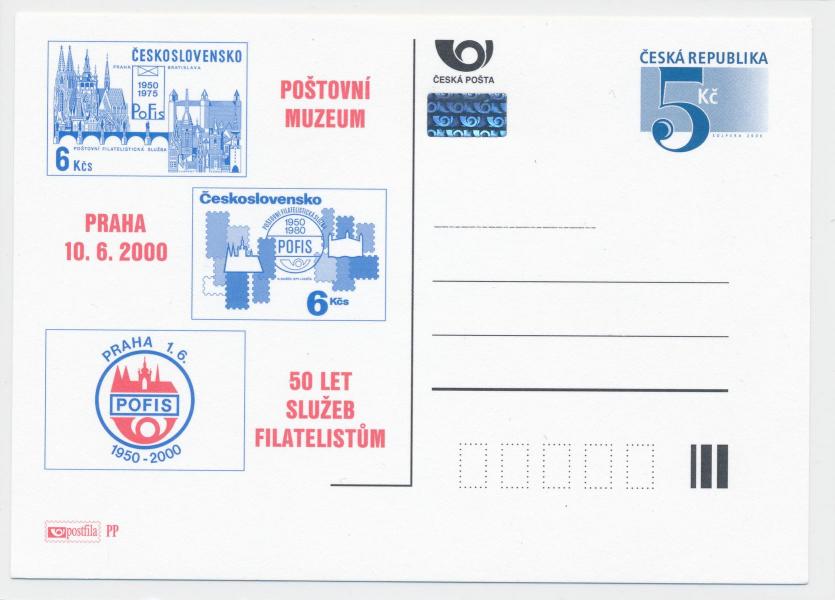 ČESKOSLOVENSKO
PRAHA BRATISLAVA
1950
1975
PoFis
POŠTOVNÍ FILATELISTICKÁ SLUŽBA
6 Kčs
POŠTOVNÍ
MUZEUM
PRAHA
10. 6. 2000
Československo
POŠTOVNÍ FILATELISTICKÁ SLUŽBA
1950
1980
POFIS
6 Kčs
PRAHA 1.6.
POFIS
1950-2000
50 LET
SLUŽEB
FILATELISTŮM
postfila PP
ČESKÁ POŠTA
ČESKÁ REPUBLIKA
5 Kč